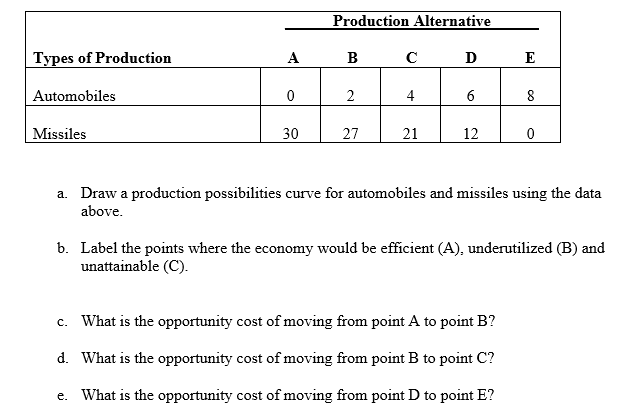 Production Alternative
Types of Production A B C D E
Automobiles 0 2 4 6 8
Missiles 30 27 21 12 0
a. Draw a production possibilities curve for automobiles and missiles using the data
above.
b. Label the points where the economy would be efficient (A), underutilized (B) and
unattainable (C).
c. What is the opportunity cost of moving from point A to point B?
d. What is the opportunity cost of moving from point B to point C?
e. What is the opportunity cost of moving from point D to point E?